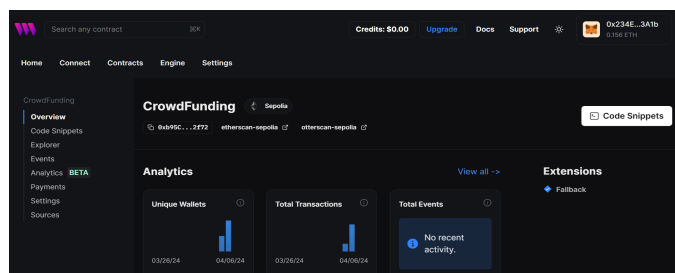 Search any contract ⌘K Credits: $0.00 Upgrade Docs Support 0x234E...3A1b
0.156 ETH
Home Connect Contracts Engine Settings
CrowdFunding
Overview
Code Snippets
Explorer
Events
Analytics BETA
Payments
Settings
Sources
CrowdFunding Sepolia
0xb95C...2f72 etherscan-sepolia otterscan-sepolia
Code Snippets
Analytics View all ->
Unique Wallets
03/26/24 04/06/24
Total Transactions
03/26/24 04/06/24
Total Events
No recent
activity.
Extensions
Fallback